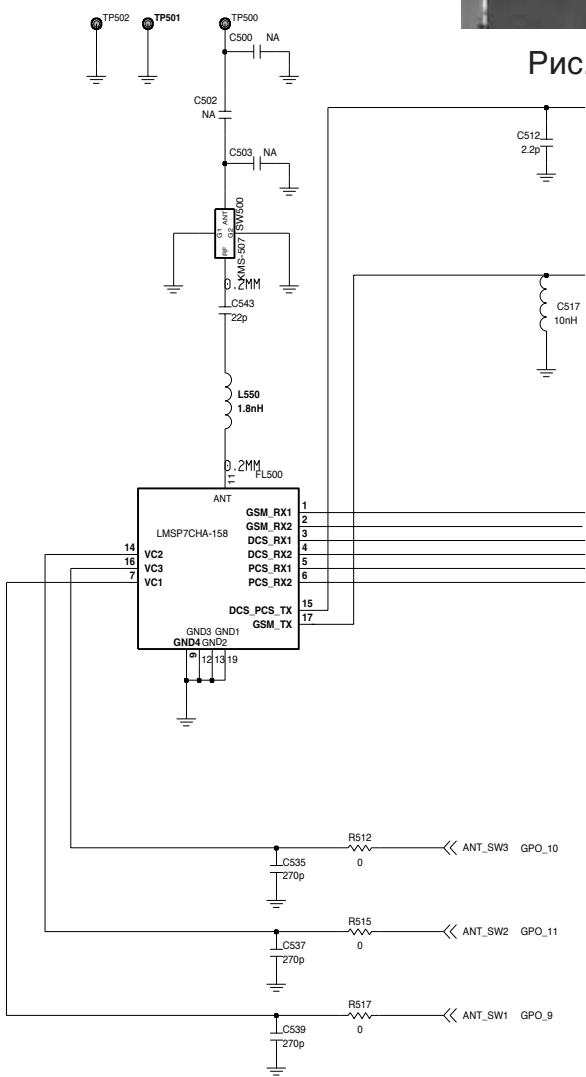 TP502 TP501 TP500
C500 NA
Рис.
C502
NA
C512
2.2p
C503 NA
ANT
G1 G2
RF
SW500
KMS-507
0.2MM
C543
22p
C517
10nH
L550
1.8nH
0.2MM
11 FL500
ANT
LMSP7CHA-158
GSM_RX1 1
GSM_RX2 2
DCS_RX1 3
DCS_RX2 4
PCS_RX1 5
PCS_RX2 6
14 VC2
16 VC3
7 VC1
DCS_PCS_TX 15
GSM_TX 17
GND3 GND1
GND4 GND2
9 12 13 19
R512
0
ANT_SW3 GPO_10
C535
270p
R515
0
ANT_SW2 GPO_11
C537
270p
R517
0
ANT_SW1 GPO_9
C539
270p